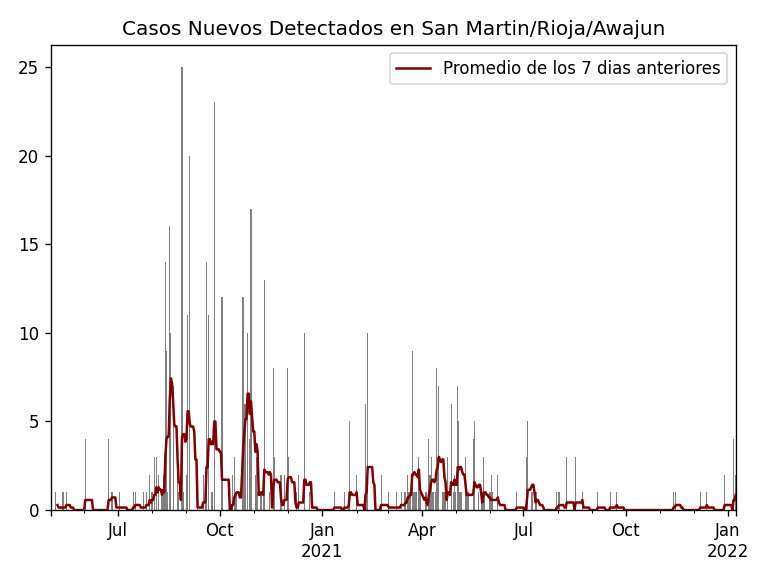 Casos Nuevos Detectados en San Martin/Rioja/Awajun
Promedio de los 7 dias anteriores
25
20
15
10
5
0
Jul
Oct
Jan
2021
Apr
Jul
Oct
Jan
2022